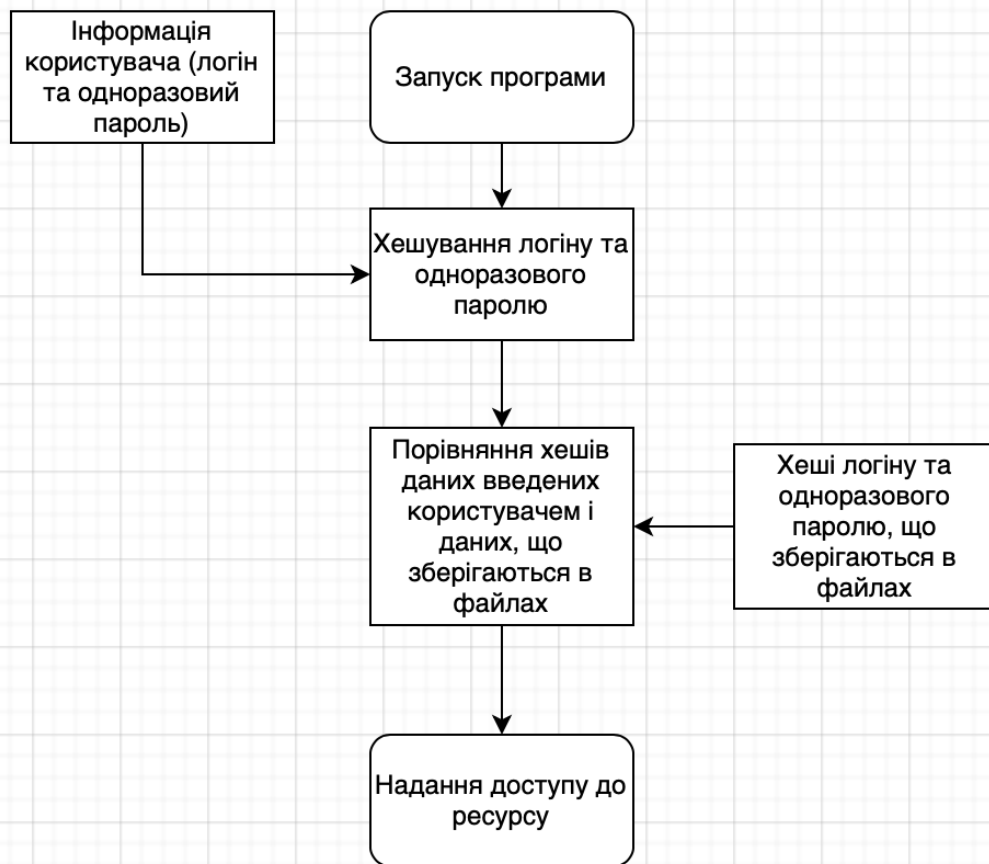 Інформація
користувача (логін
та одноразовий
пароль)
Запуск програми
Хешування логіну та
одноразового
паролю
Порівняння хешів
даних введених
користувачем і
даних, що
зберігаються в
файлах
Хеші логіну та
одноразового
паролю, що
зберігаються в
файлах
Надання доступу до
ресурсу